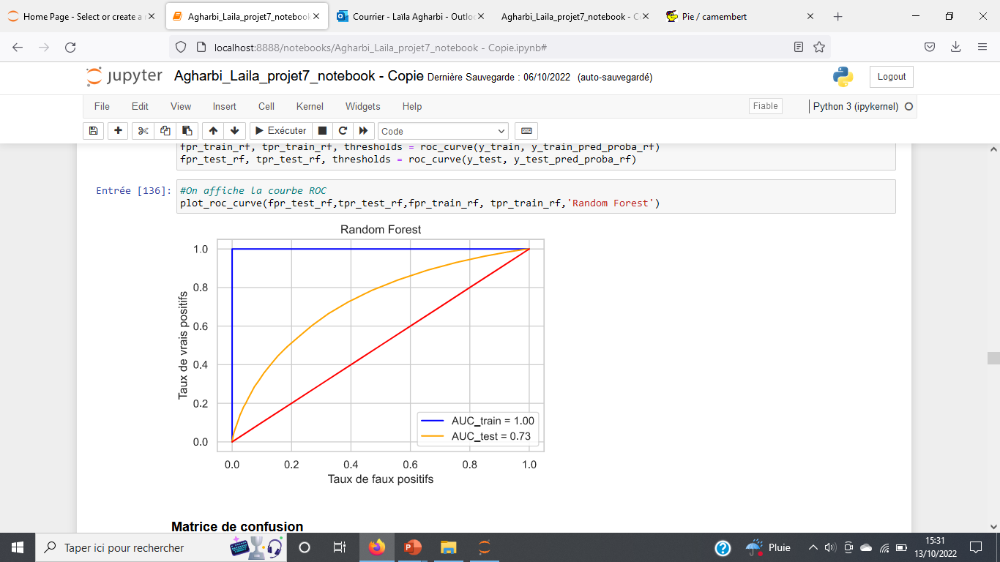 Home Page - Select or create a
Agharbi_Laila_projet7_notebook
Courrier - Laïla Agharbi - Outlo
Agharbi_Laila_projet7_notebook - C
Pie / camembert
localhost:8888/notebooks/Agharbi_Laila_projet7_notebook - Copie.ipynb#
jupyter Agharbi_Laila_projet7_notebook - Copie Dernière Sauvegarde : 06/10/2022 (auto-sauvegardé)
Logout
File Edit View Insert Cell Kernel Widgets Help
Fiable
Python 3 (ipykernel)
Exécuter
Code
fpr_train_rf, tpr_train_rf, thresholds = roc_curve(y_train, y_train_pred_proba_rf)
fpr_test_rf, tpr_test_rf, thresholds = roc_curve(y_test, y_test_pred_proba_rf)
Entrée [136]:
#On affiche la courbe ROC
plot_roc_curve(fpr_test_rf,tpr_test_rf,fpr_train_rf, tpr_train_rf,'Random Forest')
Random Forest
1.0
0.8
0.6
0.4
0.2
0.0
Taux de vrais positifs
AUC_train = 1.00
AUC_test = 0.73
0.0 0.2 0.4 0.6 0.8 1.0
Taux de faux positifs
Matrice de confusion
Taper ici pour rechercher
Pluie
15:31
13/10/2022